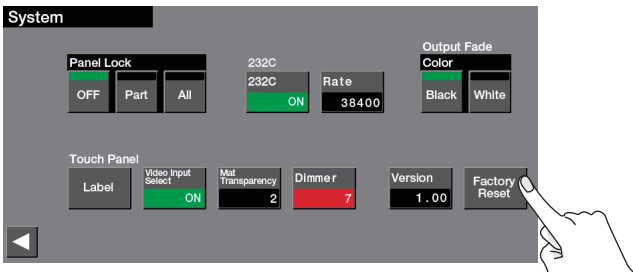 System
Output Fade
Panel Lock
232C
Color
OFF
Part
All
232C
ON
Rate
38400
Black
White
Touch Panel
Label
Video Input
Select
ON
Mat
Transparency
2
Dimmer
7
Version
1.00
Factory
Reset